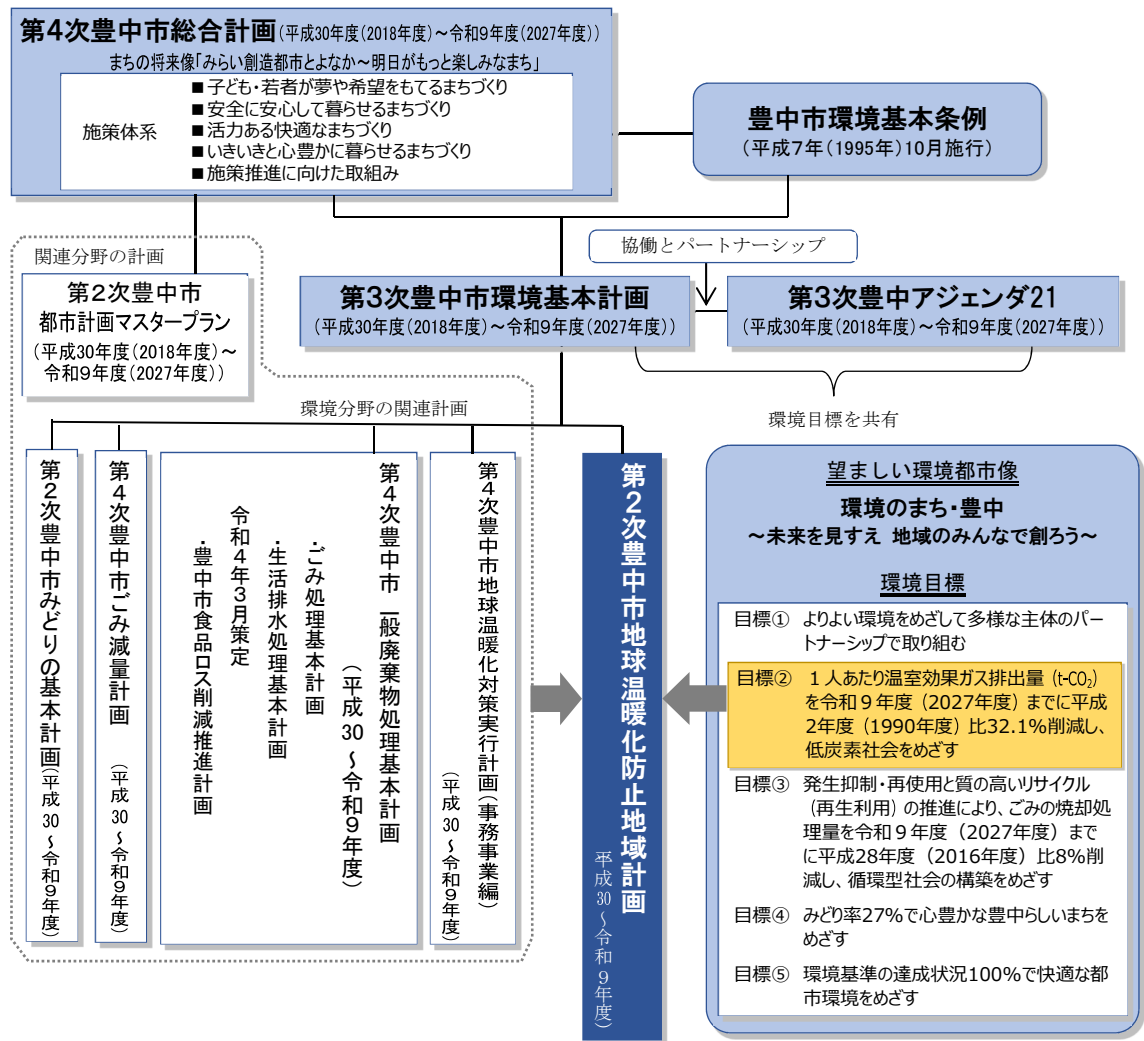 第4次豊中市総合計画(平成30年度(2018年度)～令和9年度(2027年度))
まちの将来像「みらい創造都市とよなか～明日がもっと楽しみなまち」
施策体系
■子ども・若者が夢や希望をもてるまちづくり
■安全に安心して暮らせるまちづくり
■活力ある快適なまちづくり
■いきいきと心豊かに暮らせるまちづくり
■施策推進に向けた取組み
豊中市環境基本条例
(平成7年(1995年)10月施行)
関連分野の計画
第2次豊中市
都市計画マスタープラン
(平成30年度(2018年度)～
令和9年度(2027年度))
協働とパートナーシップ
第3次豊中市環境基本計画
(平成30年度(2018年度)～令和9年度(2027年度))
第3次豊中アジェンダ21
(平成30年度(2018年度)～令和9年度(2027年度))
環境目標を共有
環境分野の関連計画
第2次豊中市みどりの基本計画(平成30～令和9年度)
第4次豊中市ごみ減量計画 (平成30～令和9年度)
第4次豊中市 一般廃棄物処理基本計画
(平成30～令和9年度)
・ごみ処理基本計画
・生活排水処理基本計画
令和4年3月策定
・豊中市食品ロス削減推進計画
第4次豊中市地球温暖化対策実行計画(事務事業編)
(平成30～令和9年度)
第2次豊中市地球温暖化防止地域計画
平成30～令和9年度)
望ましい環境都市像
環境のまち・豊中
～未来を見すえ 地域のみんなで創ろう～
環境目標
目標① よりよい環境をめざして多様な主体のパー
トナーシップで取り組む
目標② 1人あたり温室効果ガス排出量(t-CO₂)
を令和9年度(2027年度)までに平成
2年度(1990年度)比32.1%削減し、
低炭素社会をめざす
目標③ 発生抑制・再使用と質の高いリサイクル
(再生利用)の推進により、ごみの焼却処
理量を令和9年度(2027年度)まで
に平成28年度(2016年度)比8%削
減し、循環型社会の構築をめざす
目標④ みどり率27%で心豊かな豊中らしいまちを
めざす
目標⑤ 環境基準の達成状況100%で快適な都
市環境をめざす